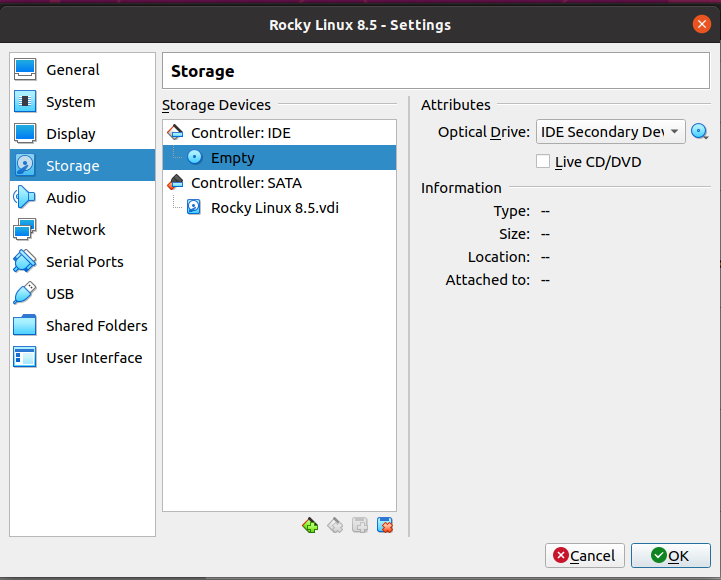 Rocky Linux 8.5 - Settings
General
System
Display
Storage
Audio
Network
Serial Ports
USB
Shared Folders
User Interface
Storage
Storage Devices
Controller: IDE
Empty
Controller: SATA
Rocky Linux 8.5.vdi
Attributes
Optical Drive: IDE Secondary Dev
Live CD/DVD
Information
Type: --
Size: --
Location: --
Attached to: --
Cancel
OK